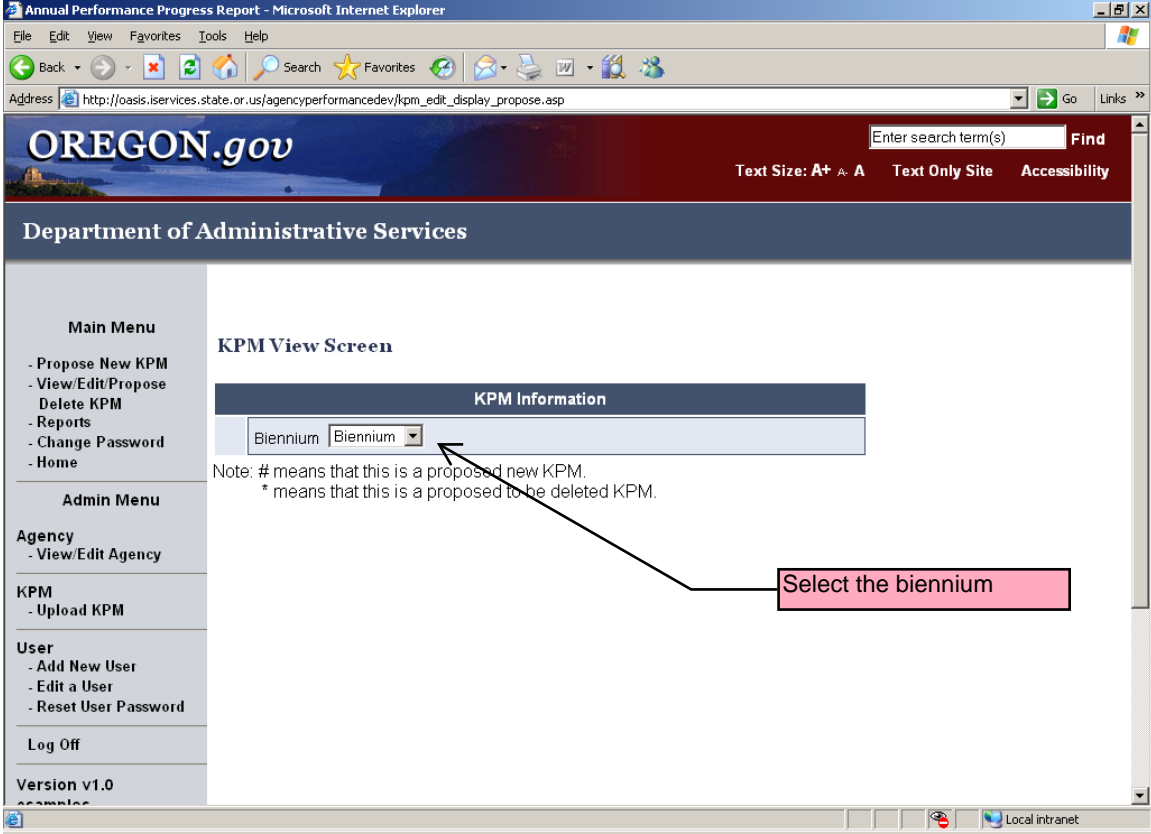 Annual Performance Progress Report - Microsoft Internet Explorer
File Edit View Favorites Tools Help
Back Search Favorites
Address http://oasis.iservices.state.or.us/agencyperformancedev/kpm_edit_display_propose.asp Go Links »
OREGON.gov
Enter search term(s) Find
Text Size: A+ A- A Text Only Site Accessibility
Department of Administrative Services
Main Menu
- Propose New KPM
- View/Edit/Propose
Delete KPM
- Reports
- Change Password
- Home
Admin Menu
Agency
- View/Edit Agency
KPM
- Upload KPM
User
- Add New User
- Edit a User
- Reset User Password
Log Off
Version v1.0
KPM View Screen
KPM Information
Biennium Biennium
Note: # means that this is a proposed new KPM.
* means that this is a proposed to be deleted KPM.
Select the biennium
Local intranet